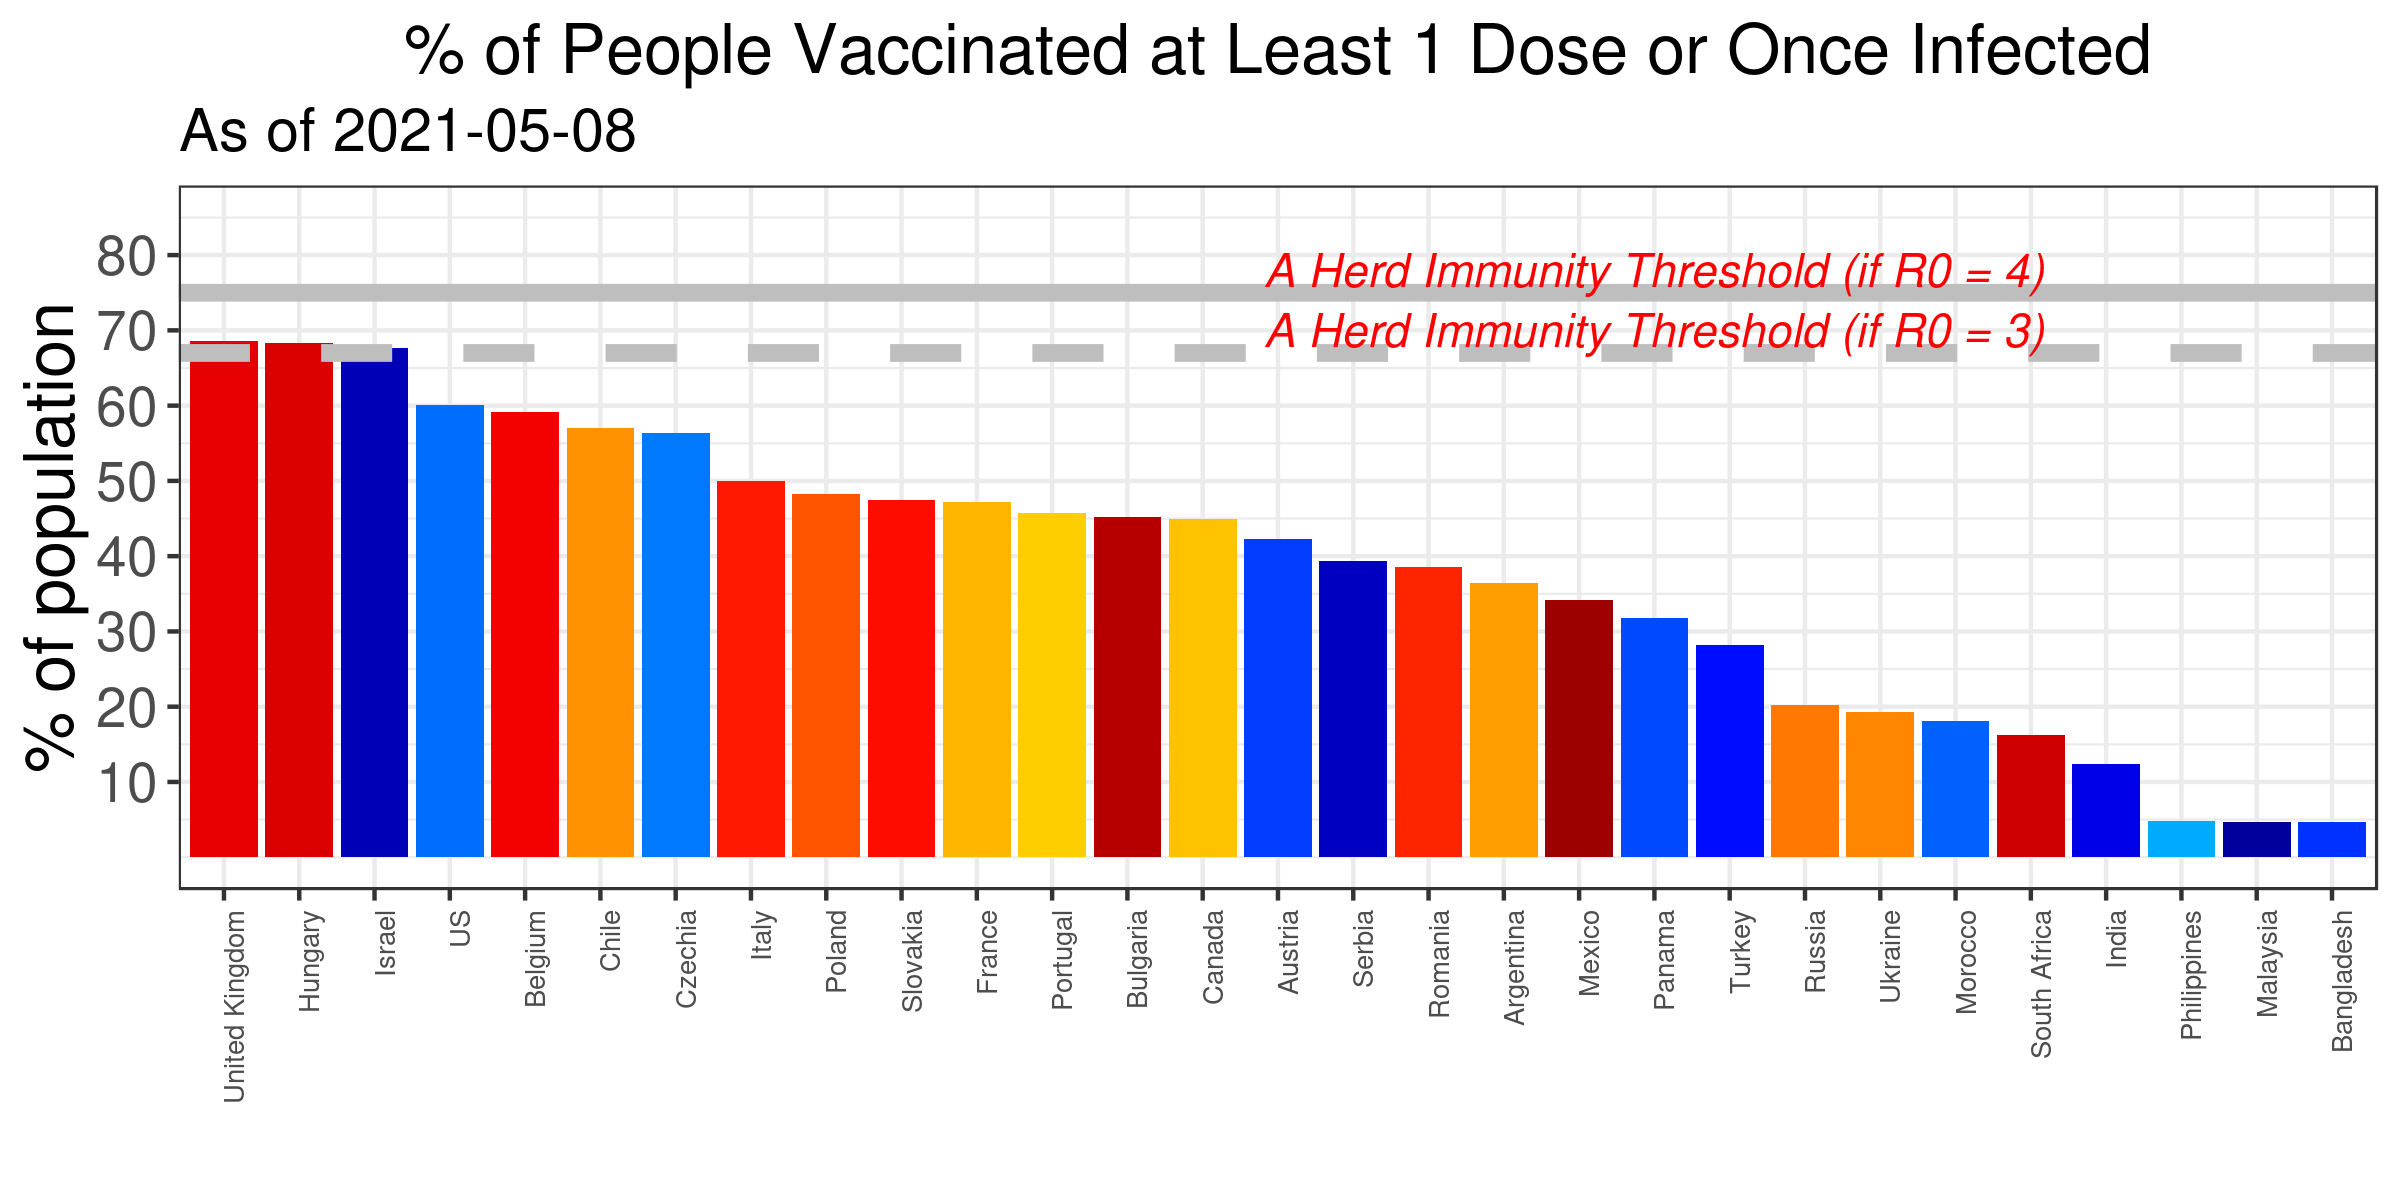 % of People Vaccinated at Least 1 Dose or Once Infected
As of 2021-05-08
% of population
80
70
60
50
40
30
20
10
A Herd Immunity Threshold (if R0 = 4)
A Herd Immunity Threshold (if R0 = 3)
United Kingdom
Hungary
Israel
US
Belgium
Chile
Czechia
Italy
Poland
Slovakia
France
Portugal
Bulgaria
Canada
Austria
Serbia
Romania
Argentina
Mexico
Panama
Turkey
Russia
Ukraine
Morocco
South Africa
India
Philippines
Malaysia
Bangladesh